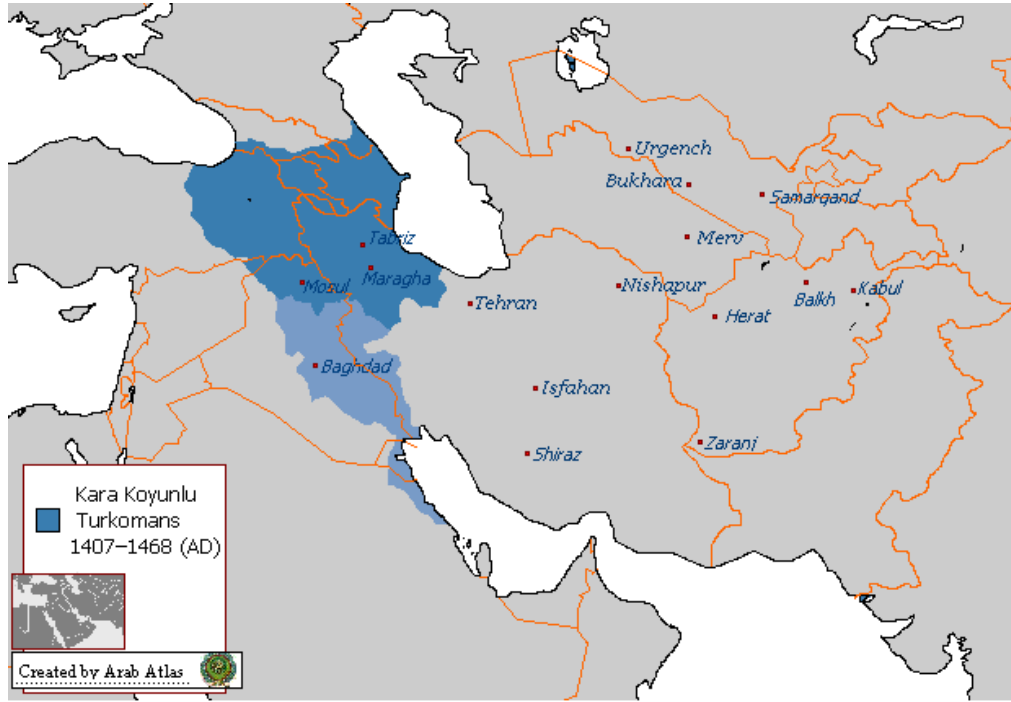 Urgench
Bukhara
Samarqand
Merv
Tabriz
Maragha
Mosul
Nishapur
Balkh
Kabul
Tehran
Herat
Baghdad
Isfahan
Zaranj
Shiraz
Kara Koyunlu
Turkomans
1407–1468 (AD)
Created by Arab Atlas